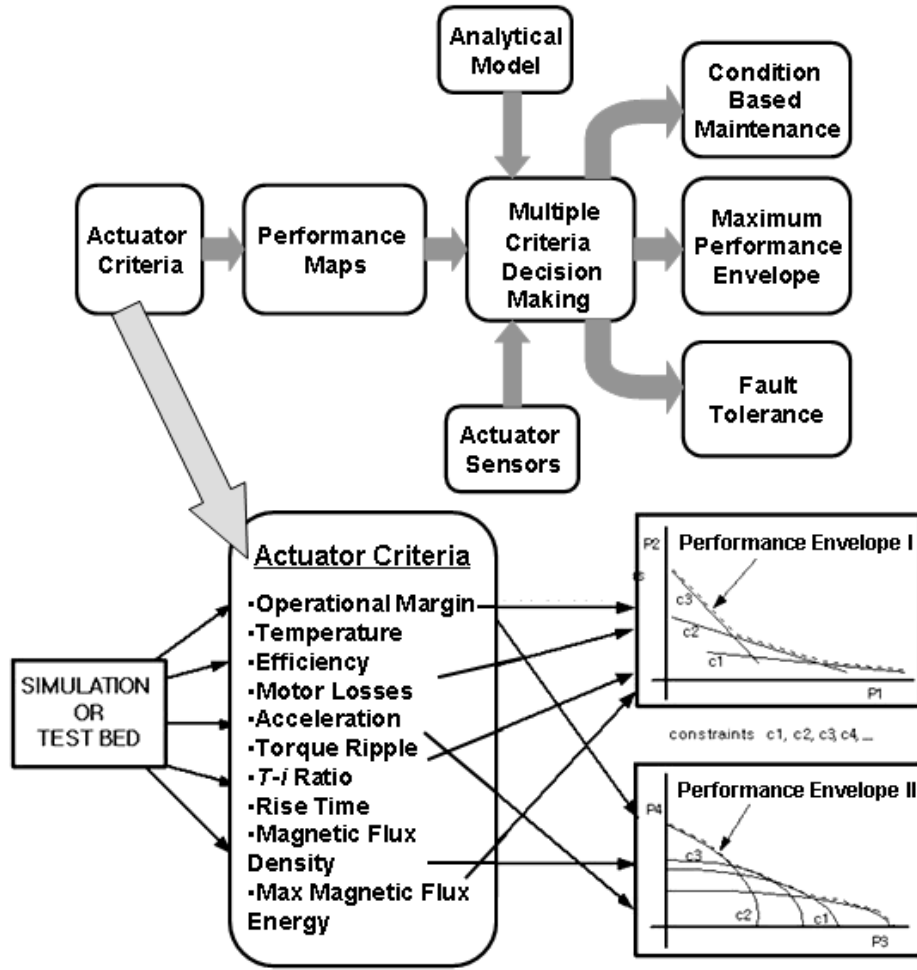 Analytical
Model
Condition
Based
Maintenance
Actuator
Criteria
Performance
Maps
Multiple
Criteria
Decision
Making
Maximum
Performance
Envelope
Actuator
Sensors
Fault
Tolerance
SIMULATION
OR
TEST BED
Actuator Criteria
·Operational Margin
·Temperature
·Efficiency
·Motor Losses
·Acceleration
·Torque Ripple
·T-i Ratio
·Rise Time
·Magnetic Flux
Density
·Max Magnetic Flux
Energy
P2
Performance Envelope I
c3
c2
c1
P1
constraints c1, c2, c3, c4, ...
P4
Performance Envelope II
c3
c2
c1
P3